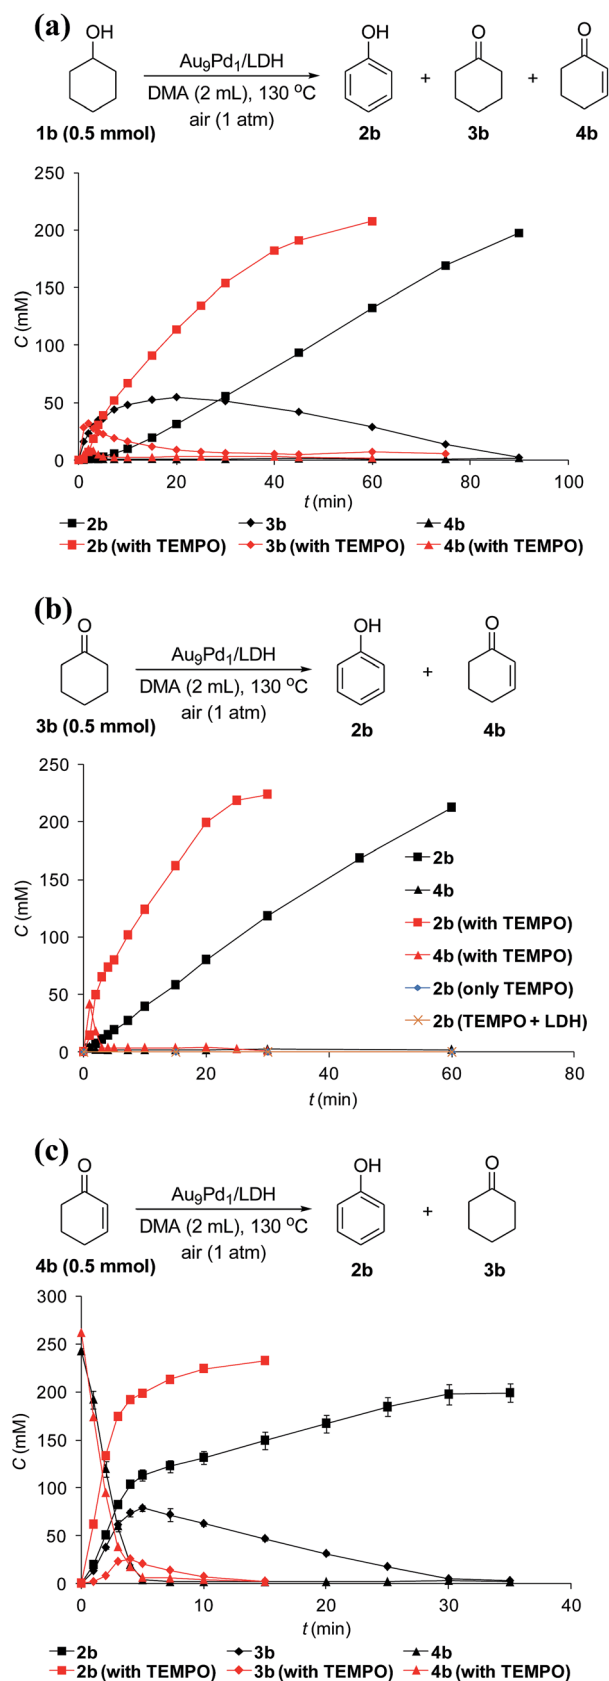 (a)
OH
O
O
OH
Au₉Pd₁/LDH
DMA (2 mL), 130 °C
air (1 atm)
+
+
1b (0.5 mmol)
2b
3b
4b
250
200
150
100
50
0
C (mM)
0
20
40
60
80
100
t (min)
2b
3b
4b
2b (with TEMPO)
3b (with TEMPO)
4b (with TEMPO)
(b)
O
OH
O
Au₉Pd₁/LDH
DMA (2 mL), 130 °C
air (1 atm)
+
3b (0.5 mmol)
2b
4b
250
200
150
100
50
0
C (mM)
2b
4b
2b (with TEMPO)
4b (with TEMPO)
2b (only TEMPO)
2b (TEMPO + LDH)
0
20
40
60
80
t (min)
(c)
O
OH
O
Au₉Pd₁/LDH
DMA (2 mL), 130 °C
air (1 atm)
+
4b (0.5 mmol)
2b
3b
300
250
200
150
100
50
0
C (mM)
0
10
20
30
40
t (min)
2b
3b
4b
2b (with TEMPO)
3b (with TEMPO)
4b (with TEMPO)